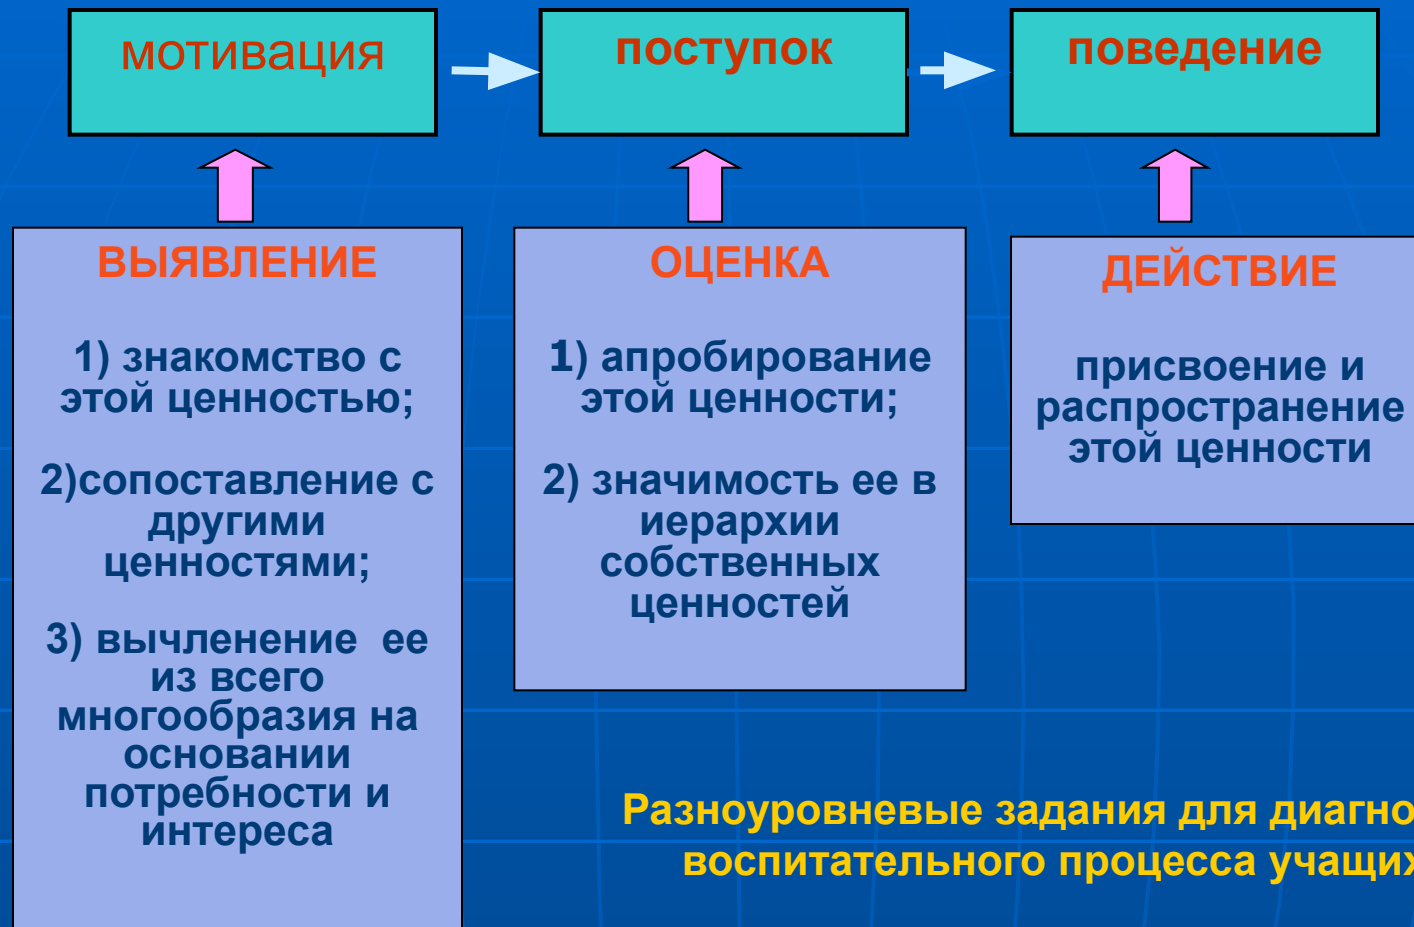 мотивация
поступок
поведение
ВЫЯВЛЕНИЕ
1) знакомство с
этой ценностью;
2)сопоставление с
другими
ценностями;
3) вычленение ее
из всего
многообразия на
основании
потребности и
интереса
ОЦЕНКА
1) апробирование
этой ценности;
2) значимость ее в
иерархии
собственных
ценностей
ДЕЙСТВИЕ
присвоение и
распространение
этой ценности
Разноуровневые задания для
воспитательного процесса